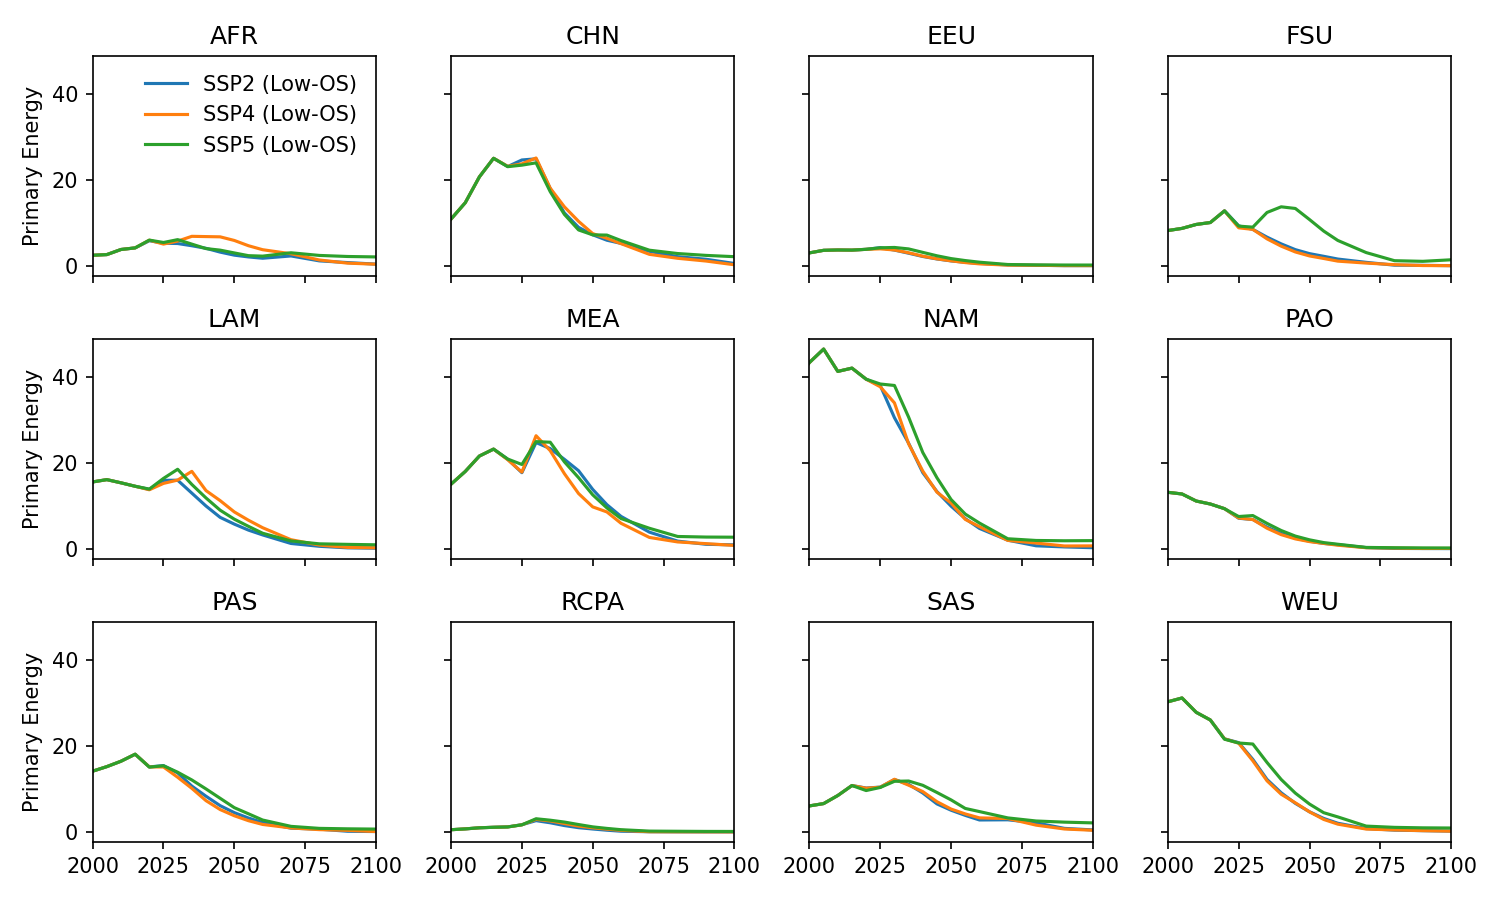 AFR CHN EEU FSU
Primary Energy
40
20
0
SSP2 (Low-OS)
SSP4 (Low-OS)
SSP5 (Low-OS)
LAM MEA NAM PAO
Primary Energy
40
20
0
PAS RCPA SAS WEU
Primary Energy
40
20
0
2000 2025 2050 2075 2100 2000 2025 2050 2075 2100 2000 2025 2050 2075 2100 2000 2025 2050 2075 2100